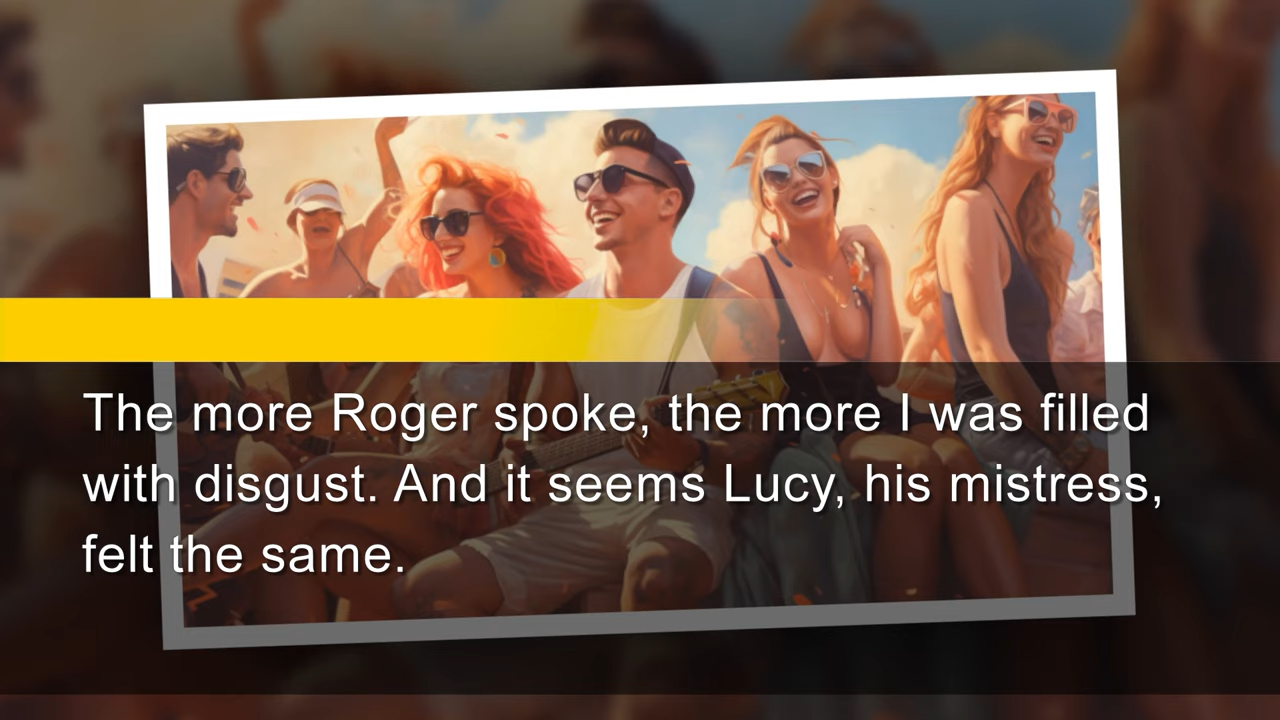 The more Roger spoke, the more I was filled
with disgust. And it seems Lucy, his mistress,
felt the same.